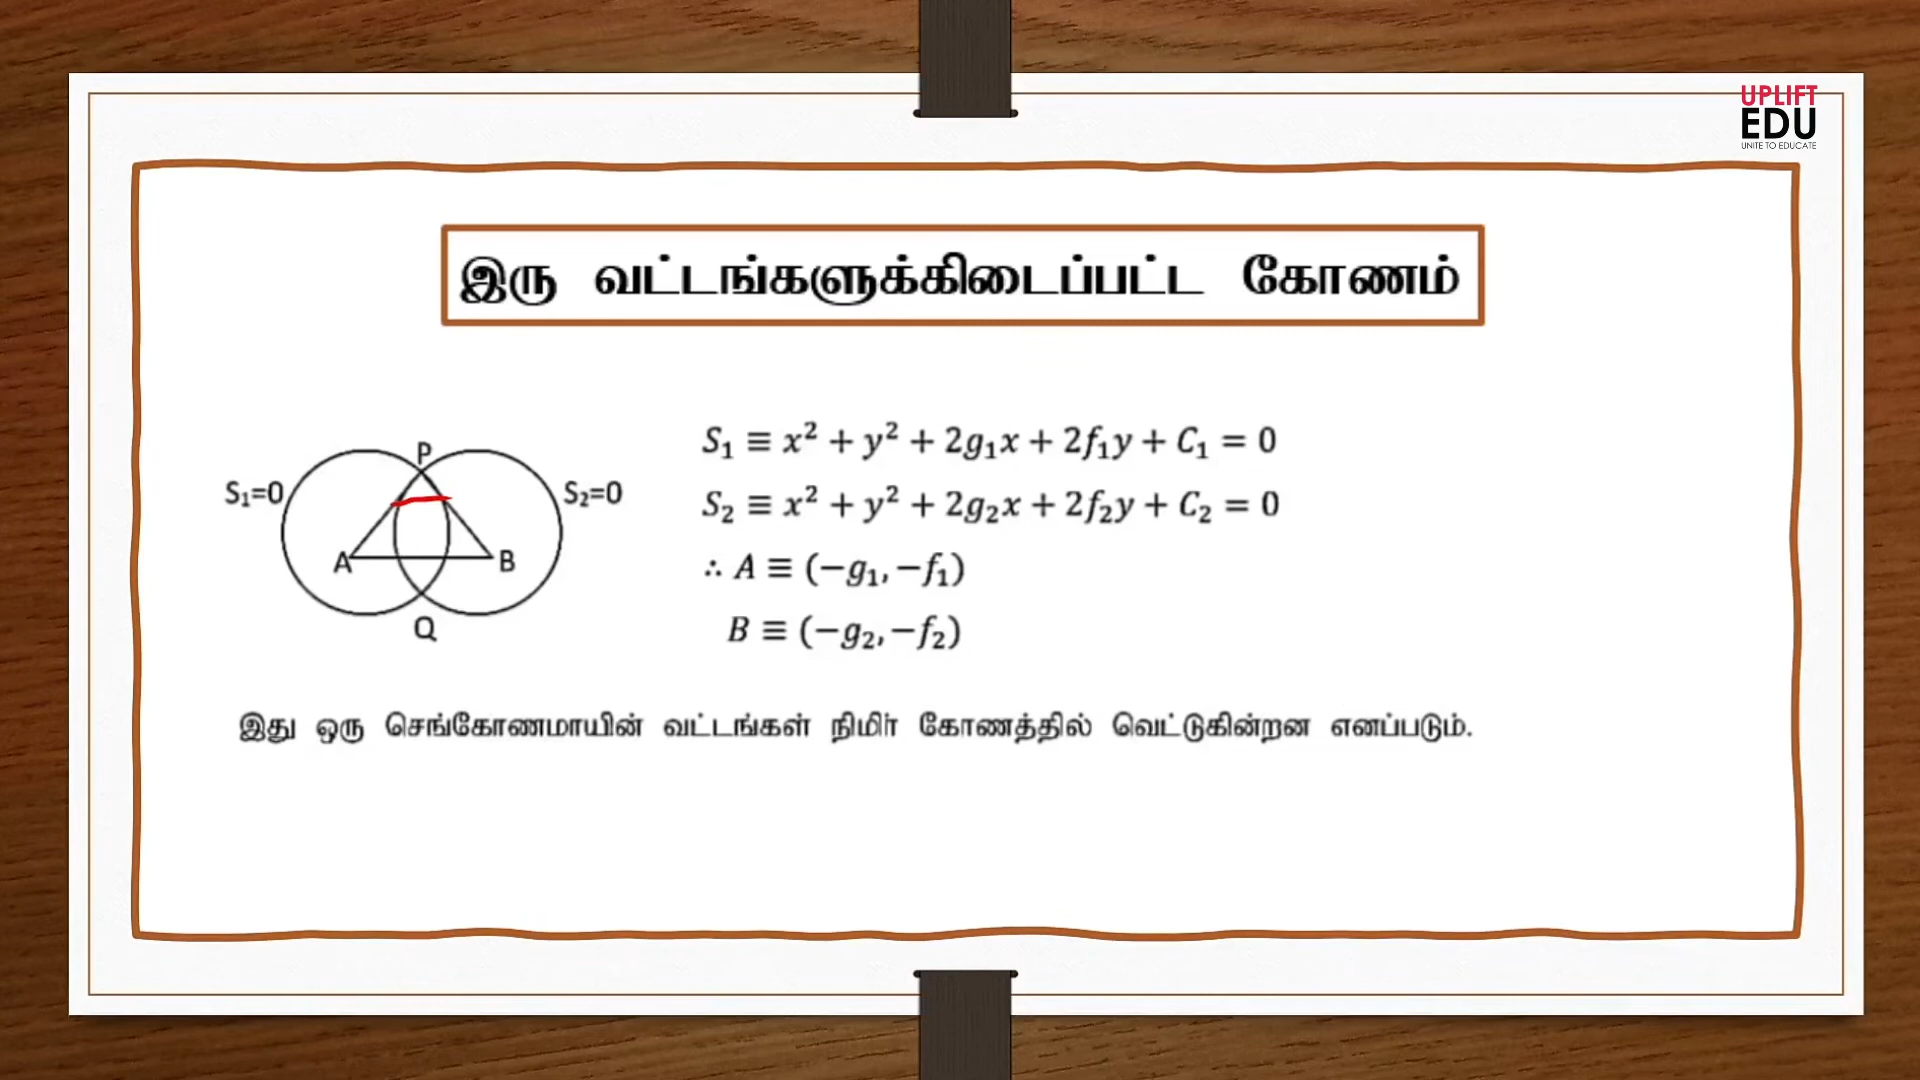 UPLIFT
EDU
UNITE TO EDUCATE
இரு வட்டங்களுக்கிடைப்பட்ட கோணம்
P
S₁=0
S₂=0
A
B
Q
S₁ ≡ x² + y² + 2g₁x + 2f₁y + C₁ = 0
S₂ ≡ x² + y² + 2g₂x + 2f₂y + C₂ = 0
∴ A ≡ (−g₁, −f₁)
B ≡ (−g₂, −f₂)
இது ஒரு செங்கோணமாயின் வட்டங்கள் நிமிர் கோணத்தில் வெட்டுகின்றன எனப்படும்.